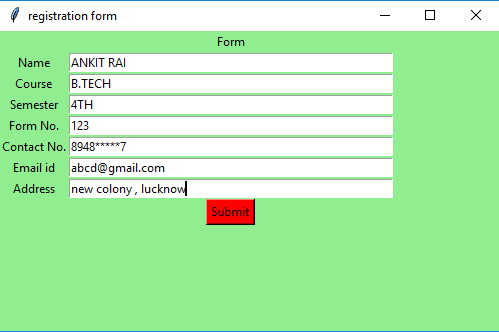 registration form
Form
Name ANKIT RAI
Course B.TECH
Semester 4TH
Form No. 123
Contact No. 8948*****7
Email id abcd@gmail.com
Address new colony , lucknow
Submit